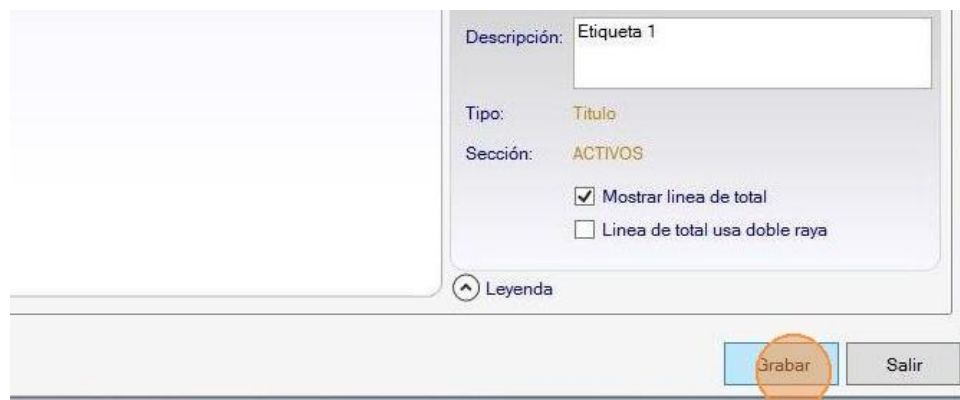 Descripción: Etiqueta 1
Tipo: Titulo
Sección: ACTIVOS
Mostrar linea de total
Linea de total usa doble raya
Leyenda
Grabar Salir